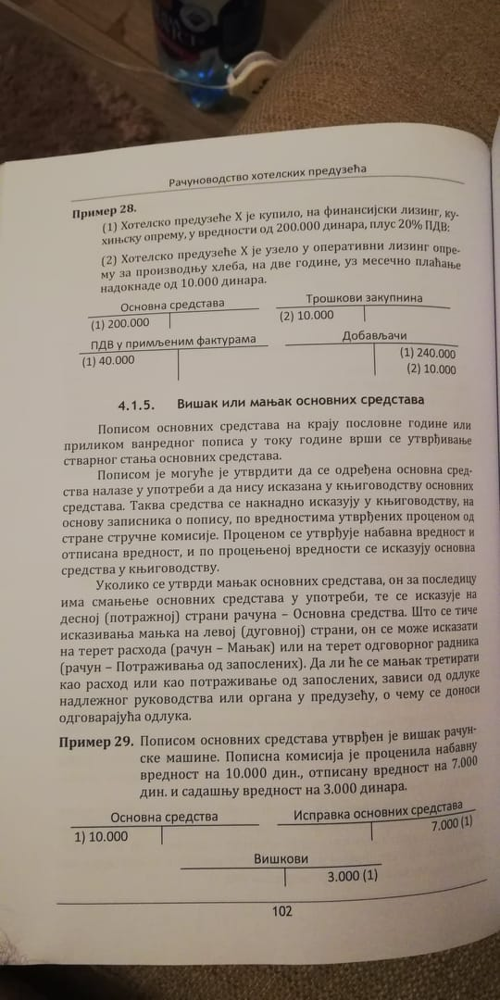 Рачуноводство хотелских предузећа
Пример 28.
(1) Хотелско предузеће X је купило, на финансијски лизинг, ку-
хињску опрему, у вредности од 200.000 динара, плус 20% ПДВ:
(2) Хотелско предузеће X је узело у оперативни лизинг опре-
му за производњу хлеба, на две године, уз месечно плаћање
надокнаде од 10.000 динара.
Основна средстава Трошкови закупнина
(1) 200.000 (2) 10.000
ПДВ у примљеним фактурама Добављачи
(1) 40.000 (1) 240.000
(2) 10.000
4.1.5. Вишак или мањак основних средстава
Пописом основних средстава на крају пословне године или
приликом ванредног пописа у току године врши се утврђивање
стварног стања основних средстава.
Пописом је могуће је утврдити да се одређена основна сред-
ства налазе у употреби а да нису исказана у књиговодству основних
средстава. Таква средства се накнадно исказују у књиговодству, на
основу записника о попису, по вредностима утврђених проценом од
стране стручне комисије. Проценом се утврђује набавна вредност и
отписана вредност, и по процењеној вредности се исказују основна
средства у књиговодству.
Уколико се утврди мањак основних средстава, он за последицу
има смањење основних средстава у употреби, те се исказује на
десној (потражној) страни рачуна – Основна средства. Што се тиче
исказивања мањка на левој (дуговној) страни, он се може исказати
на терет расхода (рачун – Мањак) или на терет одговорног радника
(рачун – Потраживања од запослених). Да ли ће се мањак третирати
као расход или као потраживање од запослених, зависи од одлуке
надлежног руководства или органа у предузећу, о чему се доноси
одговарајућа одлука.
Пример 29. Пописом основних средстава утврђен је вишак рачун-
ске машине. Пописна комисија је проценила набавну
вредност на 10.000 дин., отписану вредност на 7.000
дин. и садашњу вредност на 3.000 динара.
Основна средства Исправка основних средстава
1) 10.000 7.000 (1)
Вишкови
3.000 (1)
102